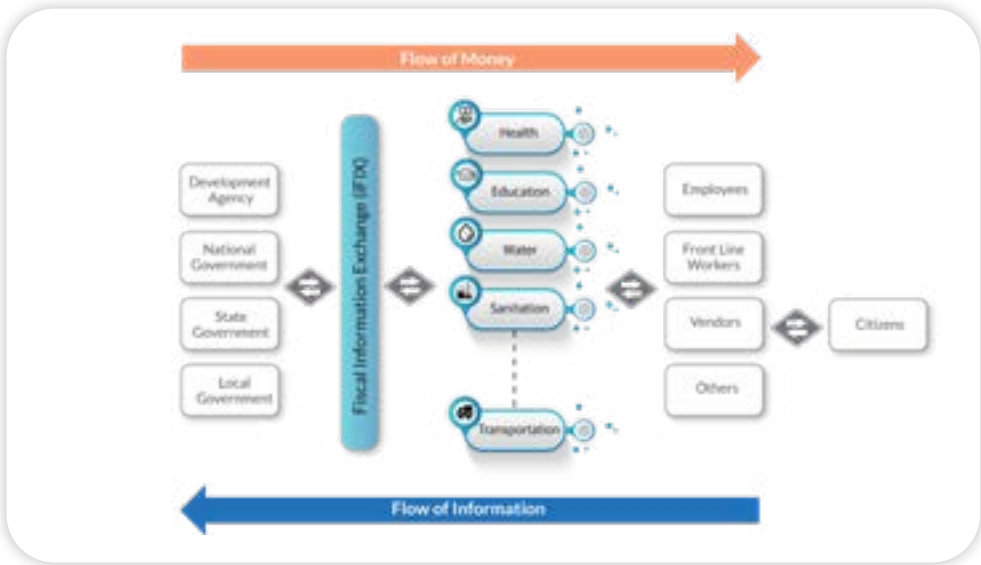 Flow of Money
Development
Agency
National
Government
State
Government
Local
Government
Fiscal Information Exchange (iFIX)
Health
Education
Water
Sanitation
Transportation
Employees
Front Line
Workers
Vendors
Others
Citizens
Flow of Information